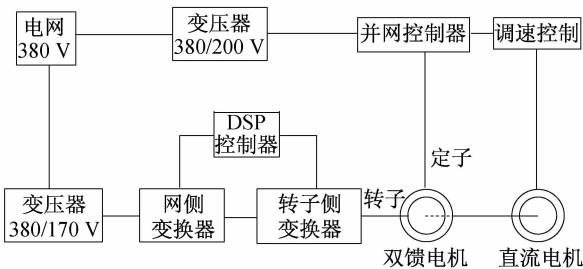 电网
380 V
变压器
380/200 V
并网控制器
调速控制
DSP
控制器
定子
变压器
380/170 V
网侧
变换器
转子侧
变换器
转子
双馈电机
直流电机